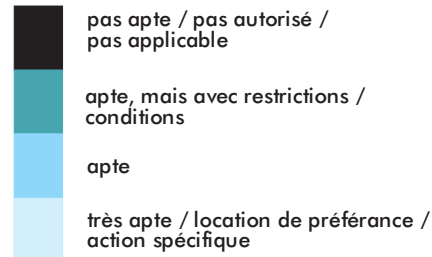 pas apte / pas autorisé /
pas applicable
apte, mais avec restrictions /
conditions
apte
très apte / location de préférance /
action spécifique